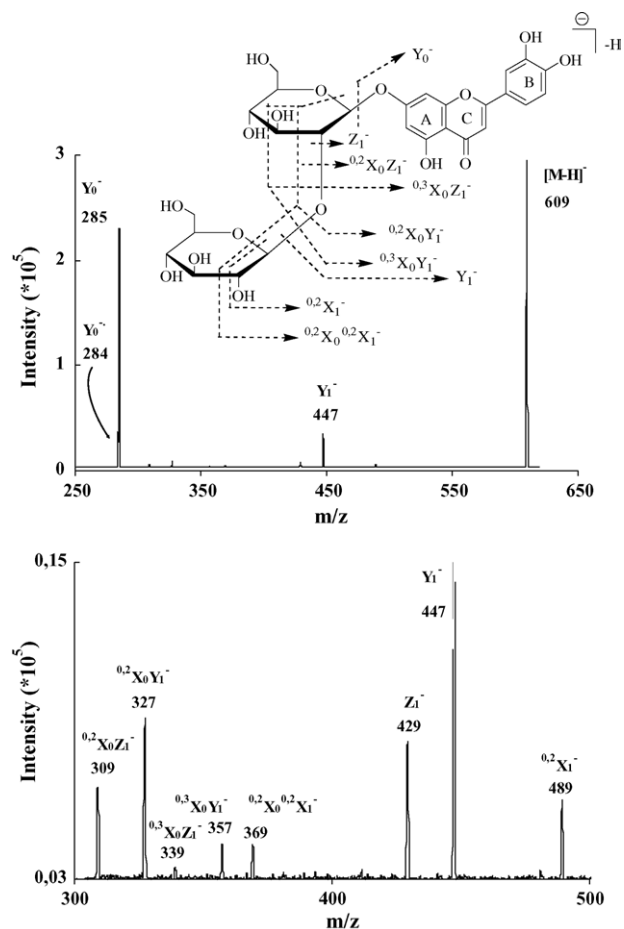 ⊖
-H
HO
O
HO
OH
OH
O
O
A
C
B
OH
OH
OH
O
Y0-
Z1-
0,2X0Z1-
0,3X0Z1-
0,2X0Y1-
0,3X0Y1-
Y1-
0,2X1-
0,2X0 0,2X1-
HO
O
O
HO
OH
OH
Intensity (*10^5)
3
2
1
0
Y0-
285
Y0-·
284
Y1-
447
[M-H]-
609
250
350
450
550
650
m/z
Intensity (*10^5)
0,15
0,03
0,2X0Z1-
309
0,2X0Y1-
327
0,3X0Z1-
339
0,3X0Y1-
357
0,2X0 0,2X1-
369
Z1-
429
Y1-
447
0,2X1-
489
300
400
500
m/z